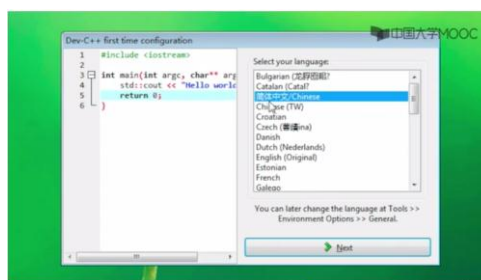 中国大学MOOC
Dev-C++ first time configuration
1 #include <iostream>
2
3 int main(int argc, char** arg
4 std::cout << "Hello world
5 return 0;
6 }
Select your language:
Bulgarian
Catalan (Catal?
简体中文/Chinese
Chinese (TW)
Croatian
Czech
Danish
Dutch (Nederlands)
English (Original)
Estonian
French
Galego
You can later change the language at Tools >>
Environment Options >> General.
Next